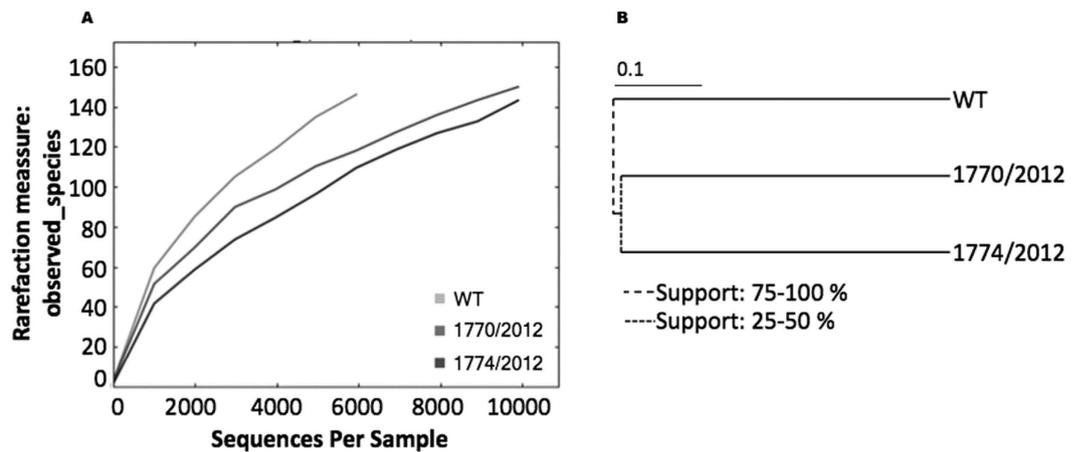 A
B
Rarefaction meassure:
observed_species
160
140
120
100
80
60
40
20
0
WT
1770/2012
1774/2012
0 2000 4000 6000 8000 10000
Sequences Per Sample
0.1
WT
1770/2012
1774/2012
Support: 75-100 %
Support: 25-50 %